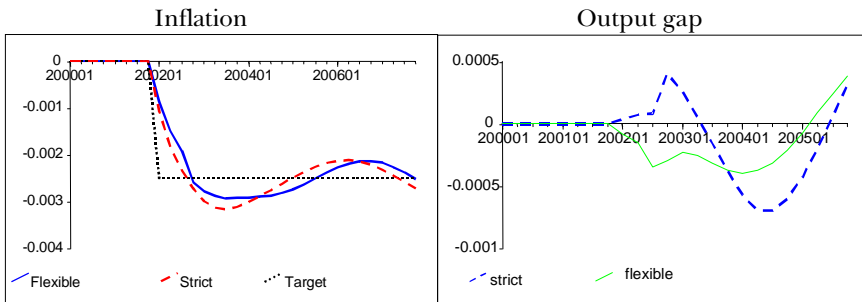 Inflation
0
200001 200201 200401 200601
-0.001
-0.002
-0.003
-0.004
Flexible Strict Target
Output gap
0.0005
0
200001 200101 200201 200301 200401 200501
-0.0005
-0.001
strict flexible